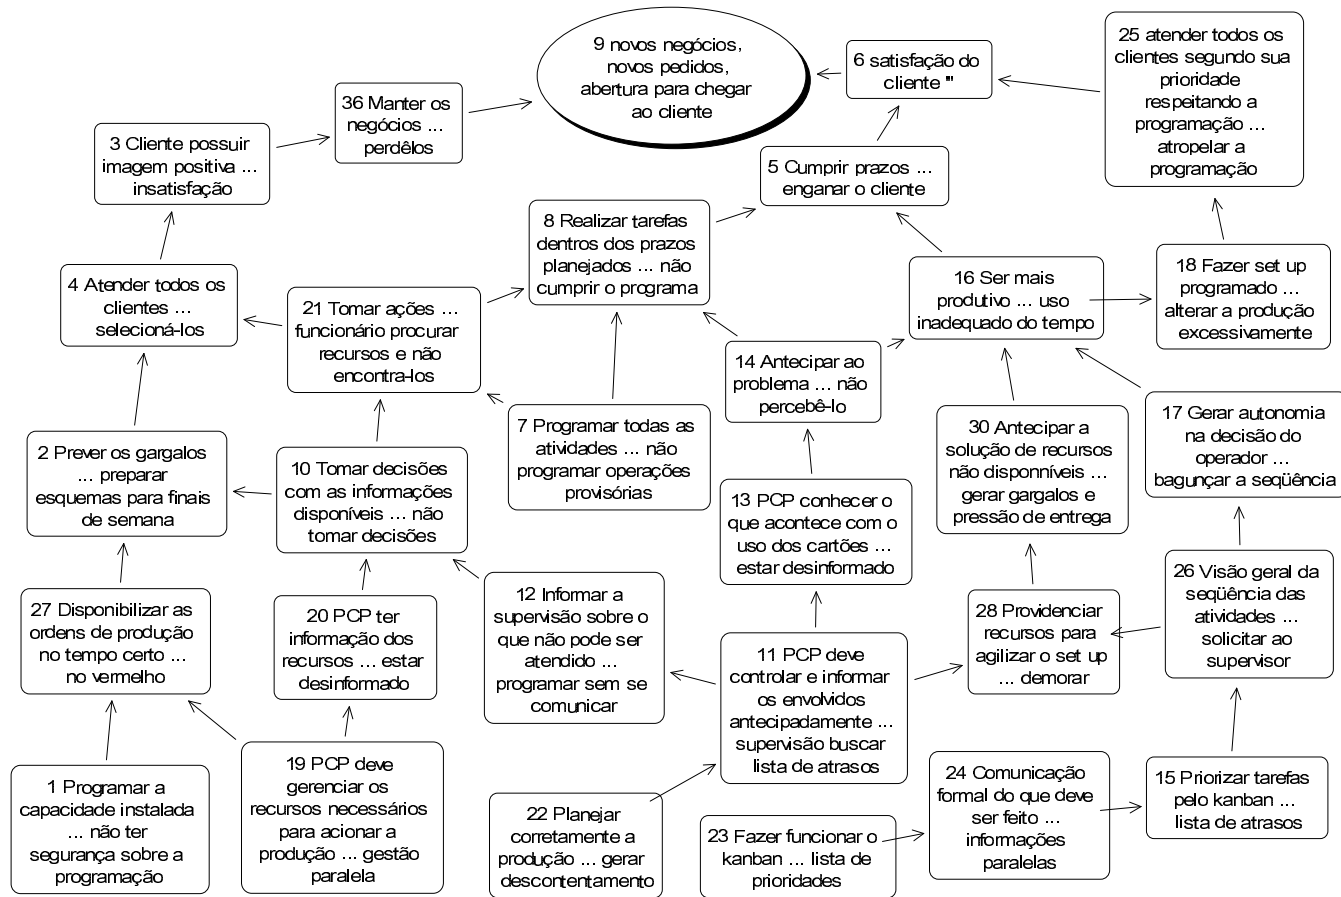 9 novos negócios,
novos pedidos,
abertura para chegar
ao cliente
6 satisfação do
cliente "'
25 atender todos os
clientes segundo sua
prioridade
respeitando a
programação ...
atropelar a
programação
36 Manter os
negócios ...
perdêlos
3 Cliente possuir
imagem positiva ...
insatisfação
5 Cumprir prazos ...
enganar o cliente
8 Realizar tarefas
dentros dos prazos
planejados ... não
cumprir o programa
4 Atender todos os
clientes ...
selecioná-los
21 Tomar ações ...
funcionário procurar
recursos e não
encontra-los
16 Ser mais
produtivo ... uso
inadequado do tempo
18 Fazer set up
programado ...
alterar a produção
excessivamente
14 Antecipar ao
problema ... não
percebê-lo
7 Programar todas as
atividades ... não
programar operações
provisórias
30 Antecipar a
solução de recursos
não disponníveis ...
gerar gargalos e
pressão de entrega
17 Gerar autonomia
na decisão do
operador ...
bagunçar a seqüência
2 Prever os gargalos
... preparar
esquemas para finais
de semana
10 Tomar decisões
com as informações
disponíveis ... não
tomar decisões
13 PCP conhecer o
que acontece com o
uso dos cartões ...
estar desinformado
27 Disponibilizar as
ordens de produção
no tempo certo ...
no vermelho
20 PCP ter
informação dos
recursos ... estar
desinformado
12 Informar a
supervisão sobre o
que não pode ser
atendido ...
programar sem se
comunicar
11 PCP deve
controlar e informar
os envolvidos
antecipadamente ...
supervisão buscar
lista de atrasos
28 Providenciar
recursos para
agilizar o set up
... demorar
26 Visão geral da
seqüência das
atividades ...
solicitar ao
supervisor
1 Programar a
capacidade instalada
... não ter
segurança sobre a
programação
19 PCP deve
gerenciar os
recursos necessários
para acionar a
produção ... gestão
paralela
22 Planejar
corretamente a
produção ... gerar
descontentamento
23 Fazer funcionar o
kanban ... lista de
prioridades
24 Comunicação
formal do que deve
ser feito ...
informações
paralelas
15 Priorizar tarefas
pelo kanban ...
lista de atrasos